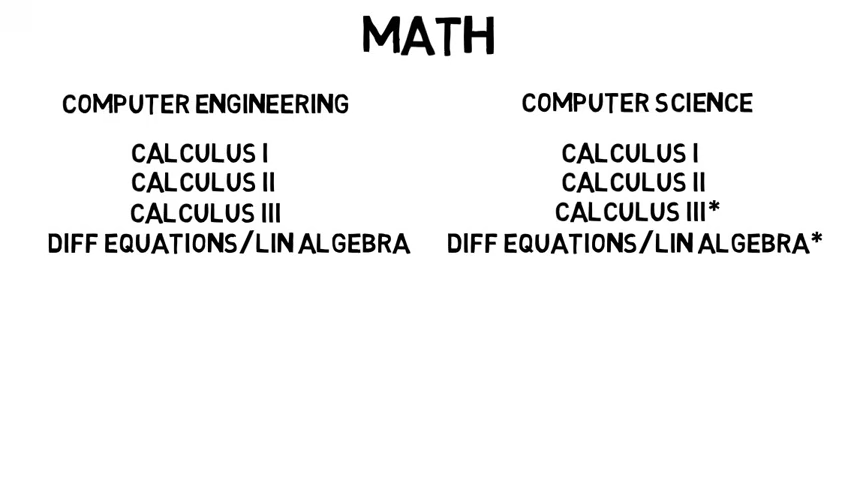 MATH
COMPUTER ENGINEERING
CALCULUS I
CALCULUS II
CALCULUS III
DIFF EQUATIONS/LIN ALGEBRA
COMPUTER SCIENCE
CALCULUS I
CALCULUS II
CALCULUS III*
DIFF EQUATIONS/LIN ALGEBRA*